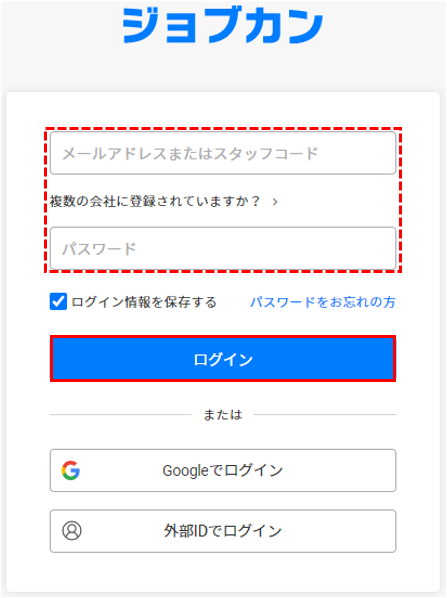 ジョブカン
メールアドレスまたはスタッフコード
複数の会社に登録されていますか？ >
パスワード
ログイン情報を保存する パスワードをお忘れの方
ログイン
または
Googleでログイン
外部IDでログイン